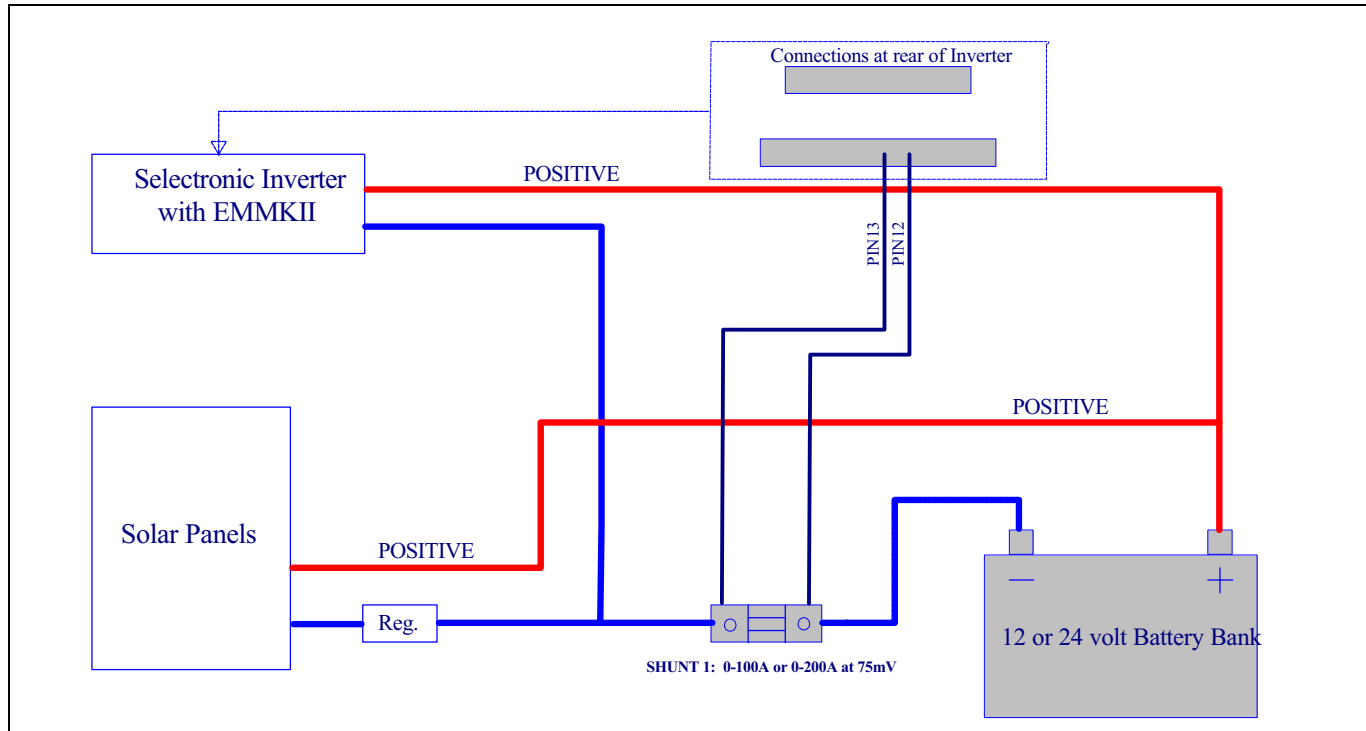 Connections at rear of Inverter
Selectronic Inverter
with EMMKII
POSITIVE
PIN13
PIN12
POSITIVE
Solar Panels
POSITIVE
Reg.
SHUNT 1: 0-100A or 0-200A at 75mV
— +
12 or 24 volt Battery Bank